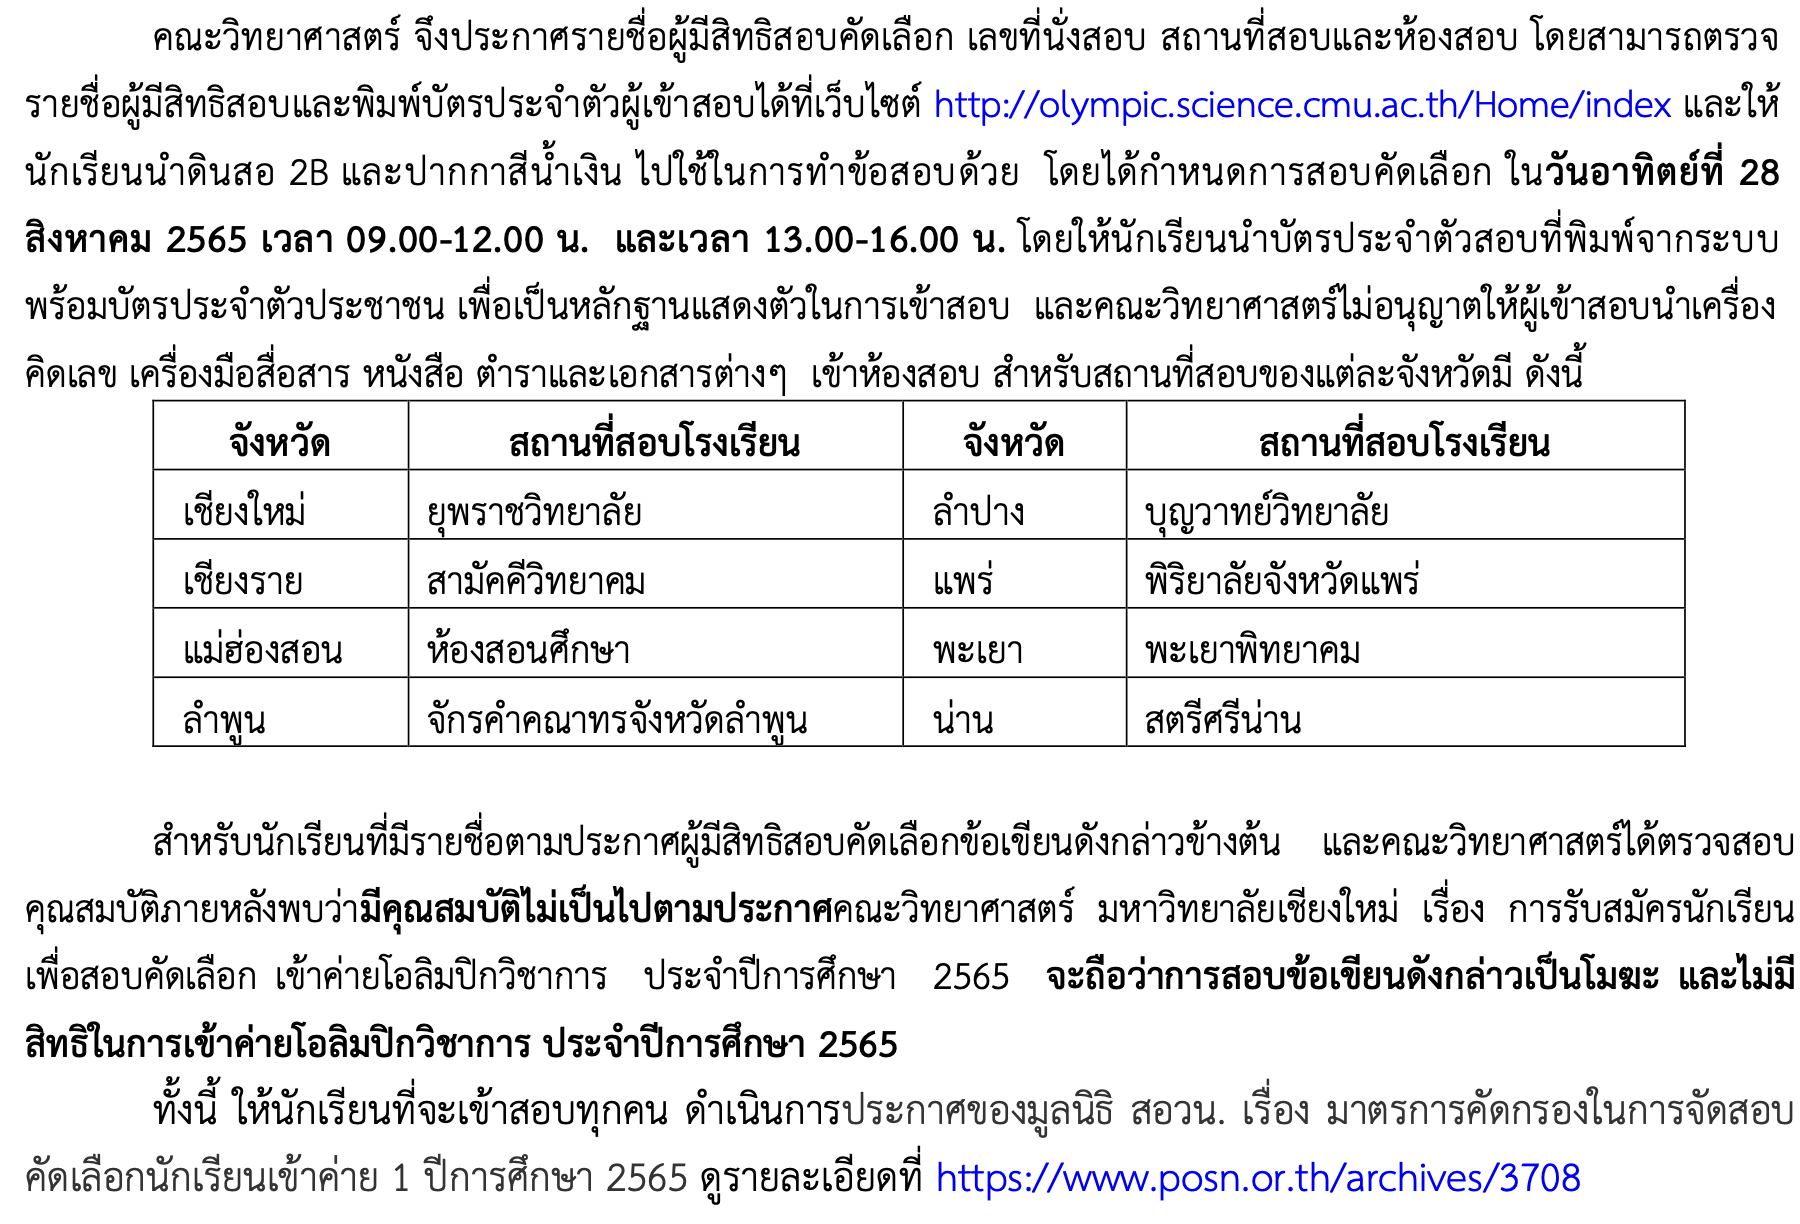 คณะวิทยาศาสตร์ จึงประกาศรายชื่อผู้มีสิทธิสอบคัดเลือก เลขที่นั่งสอบ สถานที่สอบและห้องสอบ โดยสามารถตรวจ
รายชื่อผู้มีสิทธิสอบและพิมพ์บัตรประจำตัวผู้เข้าสอบได้ที่เว็บไซต์ http://olympic.science.cmu.ac.th/Home/index และให้
นักเรียนนำดินสอ 2B และปากกาสีน้ำเงิน ไปใช้ในการทำข้อสอบด้วย โดยได้กำหนดการสอบคัดเลือก ในวันอาทิตย์ที่ 28
สิงหาคม 2565 เวลา 09.00-12.00 น. และเวลา 13.00-16.00 น. โดยให้นักเรียนนำบัตรประจำตัวสอบที่พิมพ์จากระบบ
พร้อมบัตรประจำตัวประชาชน เพื่อเป็นหลักฐานแสดงตัวในการเข้าสอบ และคณะวิทยาศาสตร์ไม่อนุญาตให้ผู้เข้าสอบนำเครื่อง
คิดเลข เครื่องมือสื่อสาร หนังสือ ตำราและเอกสารต่างๆ เข้าห้องสอบ สำหรับสถานที่สอบของแต่ละจังหวัดมี ดังนี้
จังหวัด สถานที่สอบโรงเรียน จังหวัด สถานที่สอบโรงเรียน
เชียงใหม่ ยุพราชวิทยาลัย ลำปาง บุญวาทย์วิทยาลัย
เชียงราย สามัคคีวิทยาคม แพร่ พิริยาลัยจังหวัดแพร่
แม่ฮ่องสอน ห้องสอนศึกษา พะเยา พะเยาพิทยาคม
ลำพูน จักรคำคณาทรจังหวัดลำพูน น่าน สตรีศรีน่าน
สำหรับนักเรียนที่มีรายชื่อตามประกาศผู้มีสิทธิสอบคัดเลือกข้อเขียนดังกล่าวข้างต้น และคณะวิทยาศาสตร์ได้ตรวจสอบ
คุณสมบัติภายหลังพบว่ามีคุณสมบัติไม่เป็นไปตามประกาศคณะวิทยาศาสตร์ มหาวิทยาลัยเชียงใหม่ เรื่อง การรับสมัครนักเรียน
เพื่อสอบคัดเลือก เข้าค่ายโอลิมปิกวิชาการ ประจำปีการศึกษา 2565 จะถือว่าการสอบข้อเขียนดังกล่าวเป็นโมฆะ และไม่มี
สิทธิในการเข้าค่ายโอลิมปิกวิชาการ ประจำปีการศึกษา 2565
ทั้งนี้ ให้นักเรียนที่จะเข้าสอบทุกคน ดำเนินการประกาศของมูลนิธิ สอวน. เรื่อง มาตรการคัดกรองในการจัดสอบ
คัดเลือกนักเรียนเข้าค่าย 1 ปีการศึกษา 2565 ดูรายละเอียดที่ https://www.posn.or.th/archives/3708